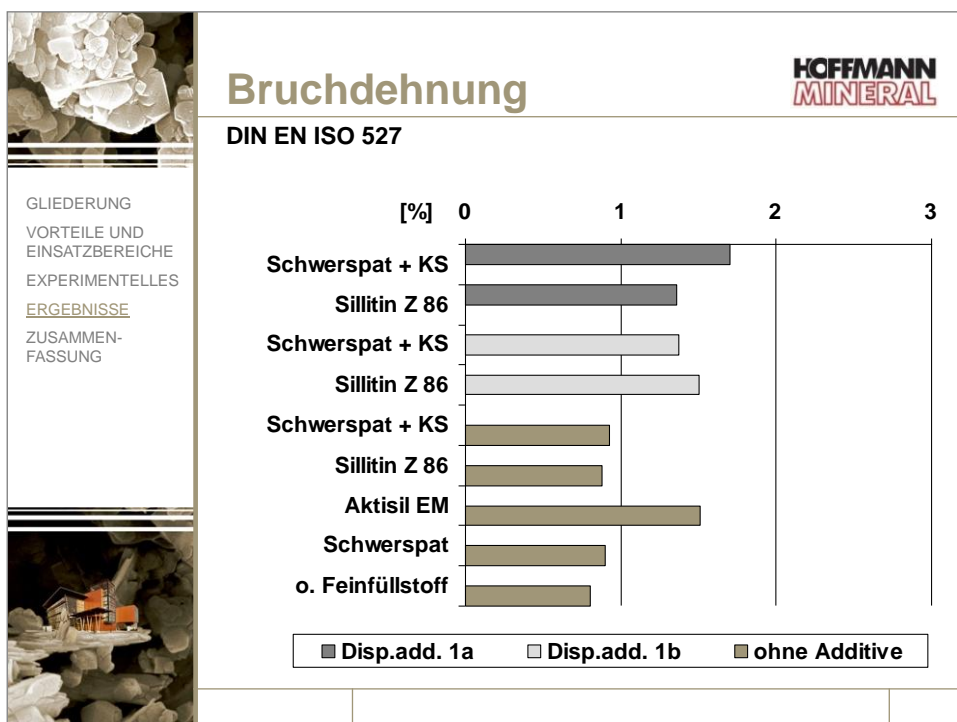 Bruchdehnung
HOFFMANN
MINERAL
DIN EN ISO 527
GLIEDERUNG
VORTEILE UND
EINSATZBEREICHE
EXPERIMENTELLES
ERGEBNISSE
ZUSAMMEN-
FASSUNG
[%] 0 1 2 3
Schwerspat + KS
Sillitin Z 86
Schwerspat + KS
Sillitin Z 86
Schwerspat + KS
Sillitin Z 86
Aktisil EM
Schwerspat
o. Feinfüllstoff
Disp.add. 1a Disp.add. 1b ohne Additive